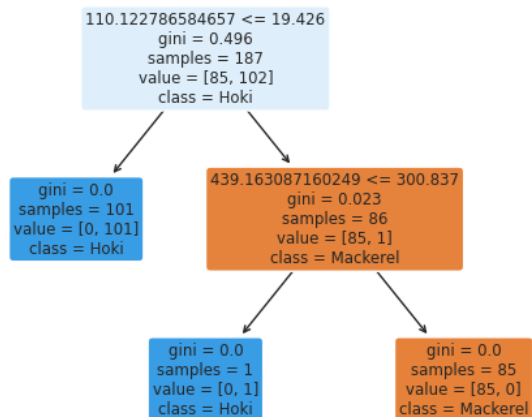 110.122786584657 <= 19.426
gini = 0.496
samples = 187
value = [85, 102]
class = Hoki
gini = 0.0
samples = 101
value = [0, 101]
class = Hoki
439.163087160249 <= 300.837
gini = 0.023
samples = 86
value = [85, 1]
class = Mackerel
gini = 0.0
samples = 1
value = [0, 1]
class = Hoki
gini = 0.0
samples = 85
value = [85, 0]
class = Mackerel